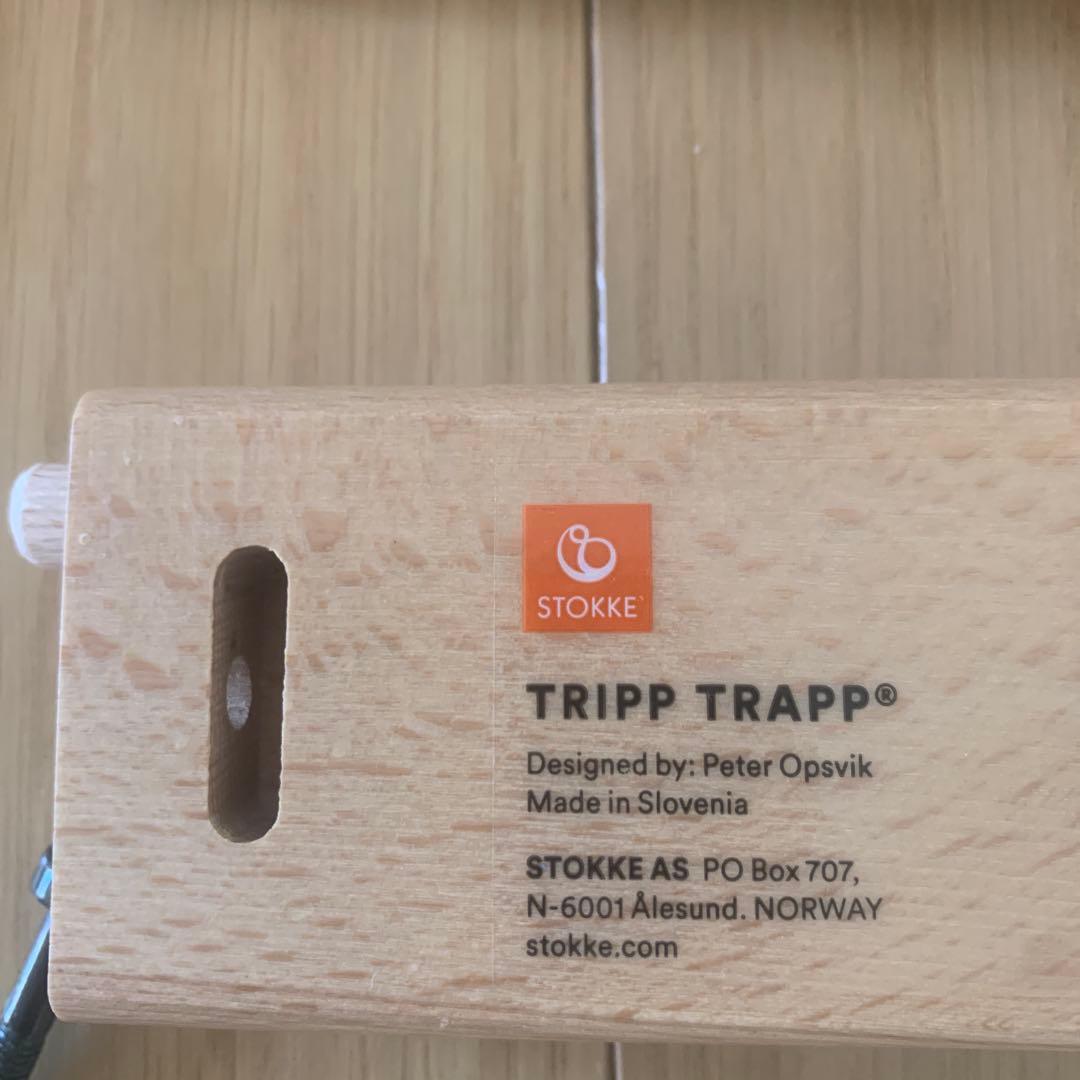 STOKKE
TRIPP TRAPP®
Designed by: Peter Opsvik
Made in Slovenia
STOKKE AS PO Box 707,
N-6001 Ålesund. NORWAY
stokke.com